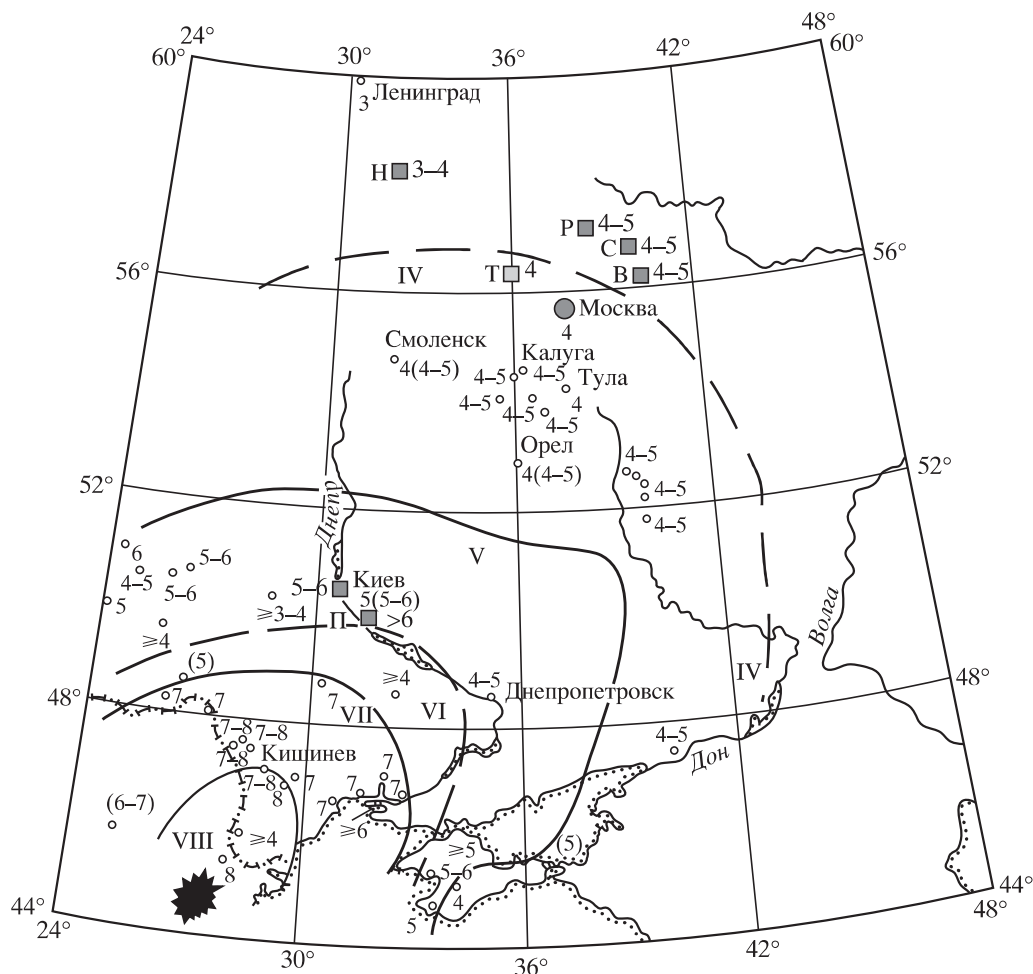 24°
30°
36°
42°
48°
60°
60°
3
Ленинград
Н 3–4
Р 4–5
С 4–5
В 4–5
56°
IV
Т 4
56°
Москва
4
Смоленск
4(4–5)
Калуга
4–5
4–5
Тула
4–5
4–5
4
4–5
Орел
4(4–5)
4–5
4–5
4–5
52°
52°
Днепр
V
6
4–5
5–6
5–6
5
5–6
Киев
5(5–6)
≥3–4
П
>6
≥4
Волга
(5)
7
7
7
VII
≥4
VI
4–5
Днепропетровск
IV
48°
48°
7–8
7–8
7–8
Кишинев
7–8
8
7
7
7
7
7
4–5
Дон
(6–7)
VIII
≥4
≥6
≥5
(5)
8
5–6
4
5
44°
24°
30°
36°
42°
44°
48°